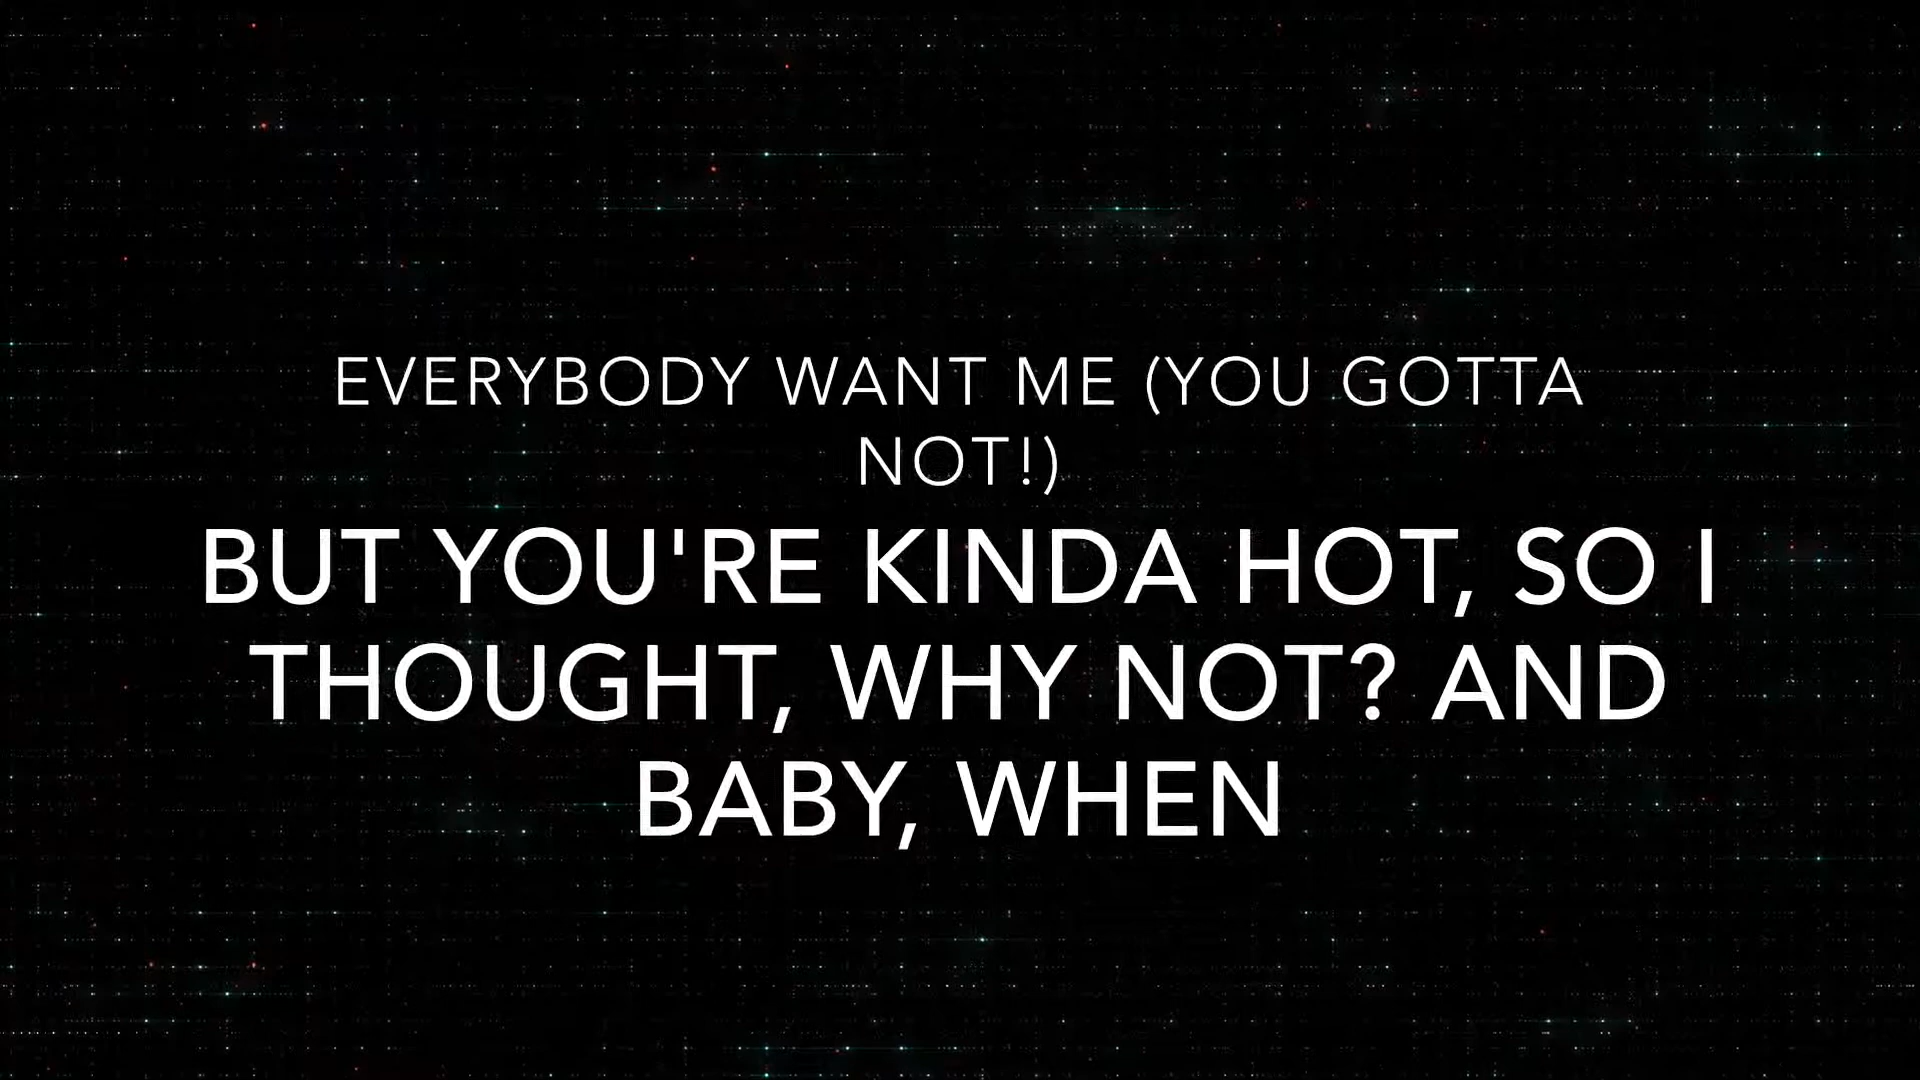 EVERYBODY WANT ME (YOU GOTTA
NOT!)
BUT YOU'RE KINDA HOT, SO I
THOUGHT, WHY NOT? AND
BABY, WHEN